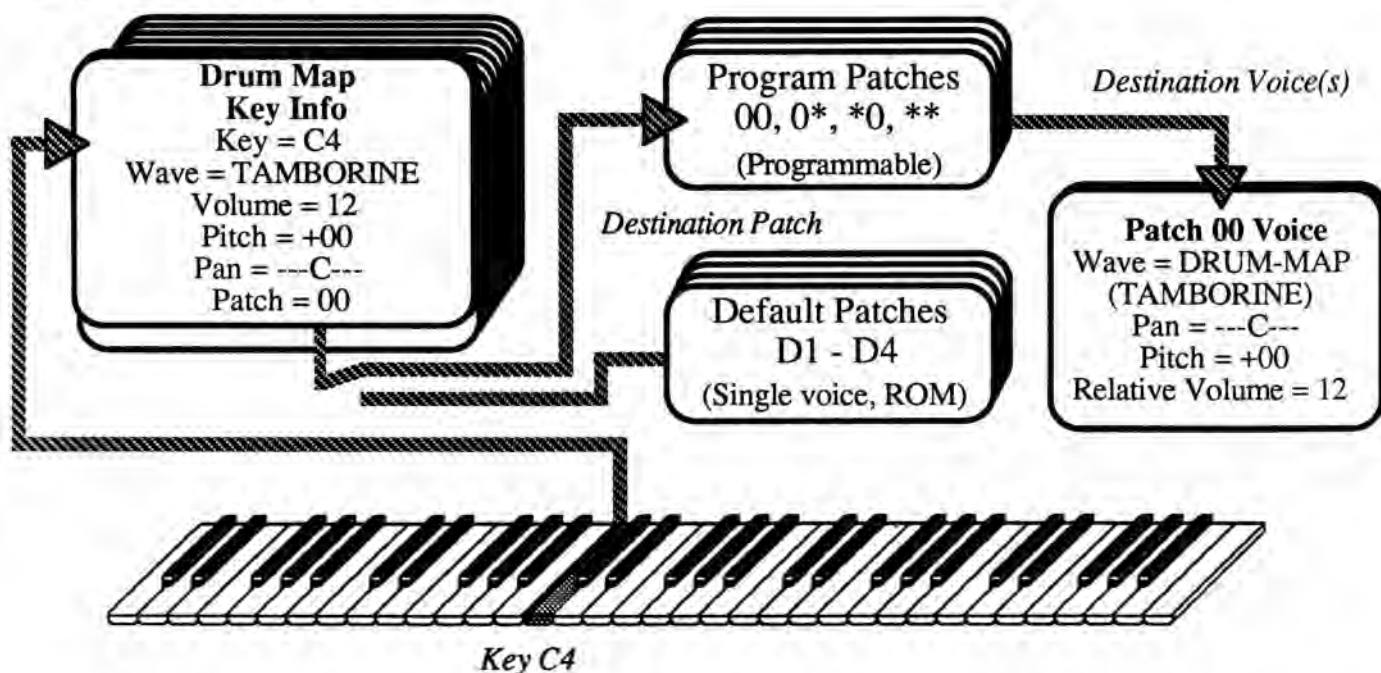 Drum Map
Key Info
Key = C4
Wave = TAMBORINE
Volume = 12
Pitch = +00
Pan = ---C---
Patch = 00
Program Patches
00, 0*, *0, **
(Programmable)
Destination Voice(s)
Destination Patch
Default Patches
D1 - D4
(Single voice, ROM)
Patch 00 Voice
Wave = DRUM-MAP
(TAMBORINE)
Pan = ---C---
Pitch = +00
Relative Volume = 12
Key C4